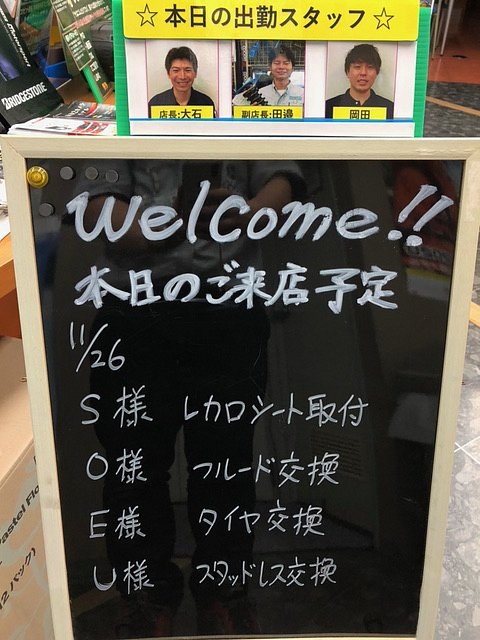 ☆本日の出勤スタッフ☆
店長:大石
副店長:田邉
岡田
BRIDGESTONE
Welcome!!
本日のご来店予定
11/26
S様 レカロシート取付
O様 フルード交換
E様 タイヤ交換
U様 スタッドレス交換